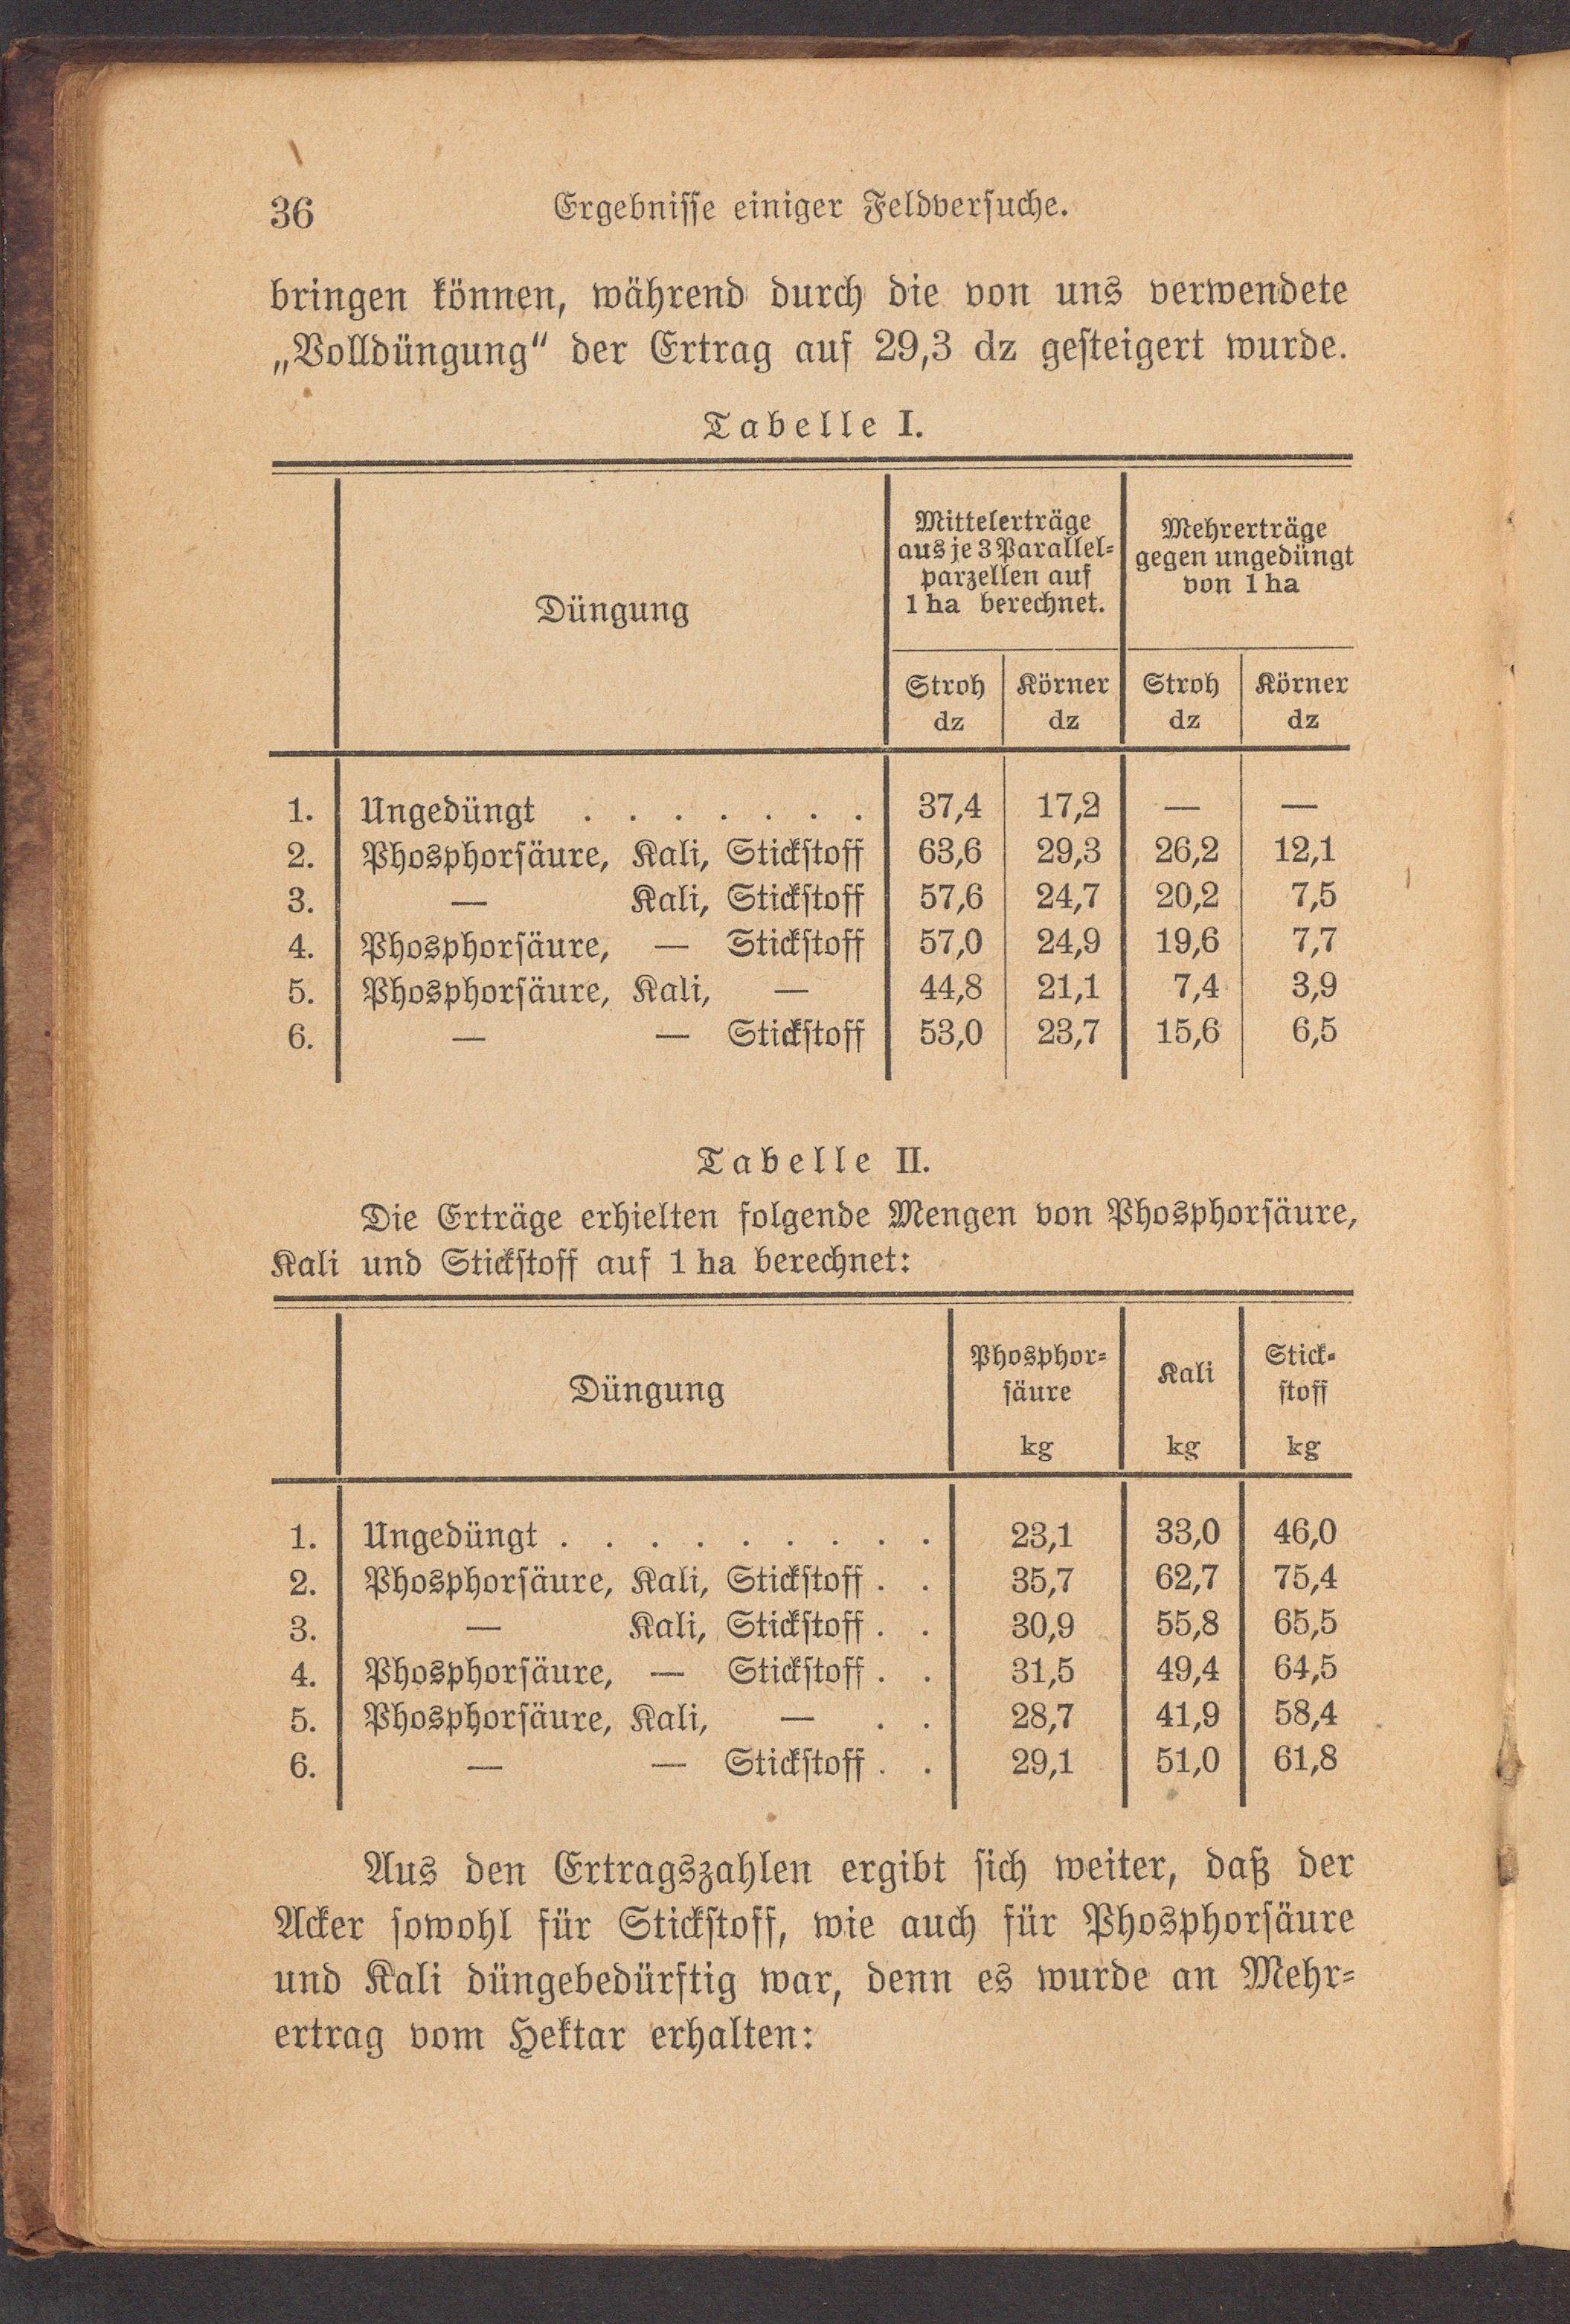 36 Ergebnisse einiger Feldversuche.
bringen können, während durch die von uns verwendete
„Volldüngung“ der Ertrag auf 29,3 dz gesteigert wurde.
Tabelle I.
Düngung
Mittelerträge
aus je 3 Parallel-
parzellen auf
1 ha berechnet.
Mehrerträge
gegen ungedüngt
von 1 ha
Stroh Körner Stroh Körner
dz dz dz dz
1. Ungedüngt . . . . . . . 37,4 17,2 — —
2. Phosphorsäure, Kali, Stickstoff 63,6 29,3 26,2 12,1
3. — Kali, Stickstoff 57,6 24,7 20,2 7,5
4. Phosphorsäure, — Stickstoff 57,0 24,9 19,6 7,7
5. Phosphorsäure, Kali, — 44,8 21,1 7,4 3,9
6. — — Stickstoff 53,0 23,7 15,6 6,5
Tabelle II.
Die Erträge erhielten folgende Mengen von Phosphorsäure,
Kali und Stickstoff auf 1 ha berechnet:
Düngung
Phosphor-
säure
kg
Kali
kg
Stick-
stoff
kg
1. Ungedüngt . . . . . . . . . 23,1 33,0 46,0
2. Phosphorsäure, Kali, Stickstoff . . 35,7 62,7 75,4
3. — Kali, Stickstoff . . 30,9 55,8 65,5
4. Phosphorsäure, — Stickstoff . . 31,5 49,4 64,5
5. Phosphorsäure, Kali, — . . 28,7 41,9 58,4
6. — — Stickstoff . . 29,1 51,0 61,8
Aus den Ertragszahlen ergibt sich weiter, daß der
Acker sowohl für Stickstoff, wie auch für Phosphorsäure
und Kali düngebedürftig war, denn es wurde an Mehr-
ertrag vom Hektar erhalten: